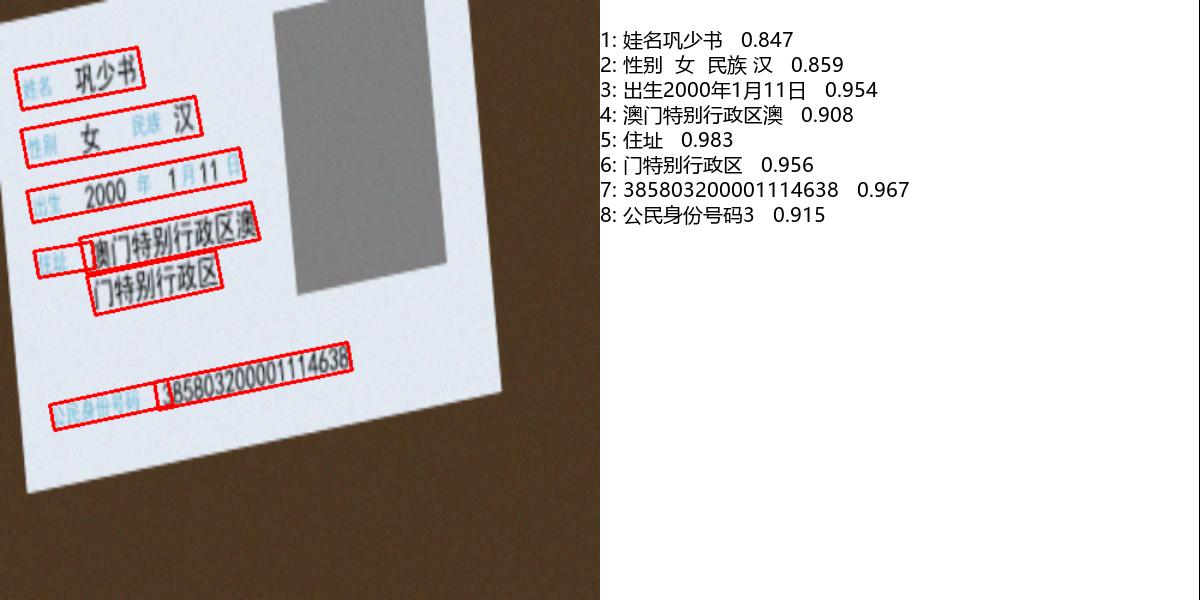 姓名 巩少书
性别 女 民族 汉
出生 2000 年 1 月 11 日
住址 澳门特别行政区澳
门特别行政区
公民身份号码 385803200001114638
1: 娃名巩少书 0.847
2: 性别 女 民族 汉 0.859
3: 出生2000年1月11日 0.954
4: 澳门特别行政区澳 0.908
5: 住址 0.983
6: 门特别行政区 0.956
7: 385803200001114638 0.967
8: 公民身份号码3 0.915